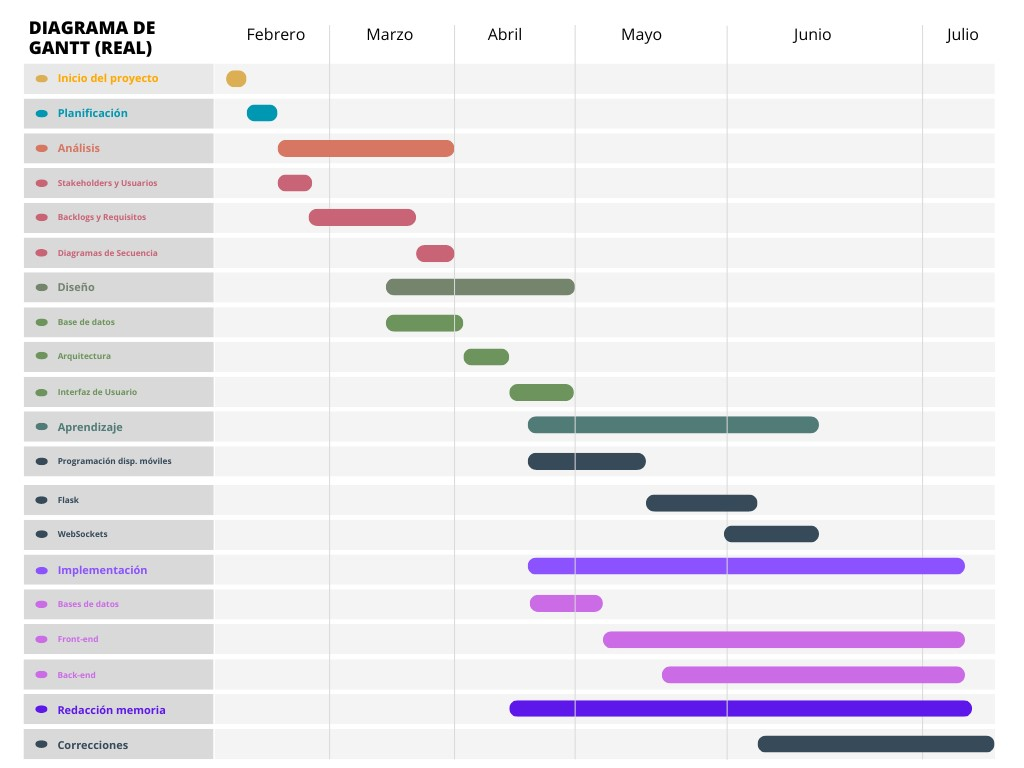 DIAGRAMA DE
GANTT (REAL)
Febrero Marzo Abril Mayo Junio Julio
Inicio del proyecto
Planificación
Análisis
Stakeholders y Usuarios
Backlogs y Requisitos
Diagramas de Secuencia
Diseño
Base de datos
Arquitectura
Interfaz de Usuario
Aprendizaje
Programación disp. móviles
Flask
WebSockets
Implementación
Bases de datos
Front-end
Back-end
Redacción memoria
Correcciones